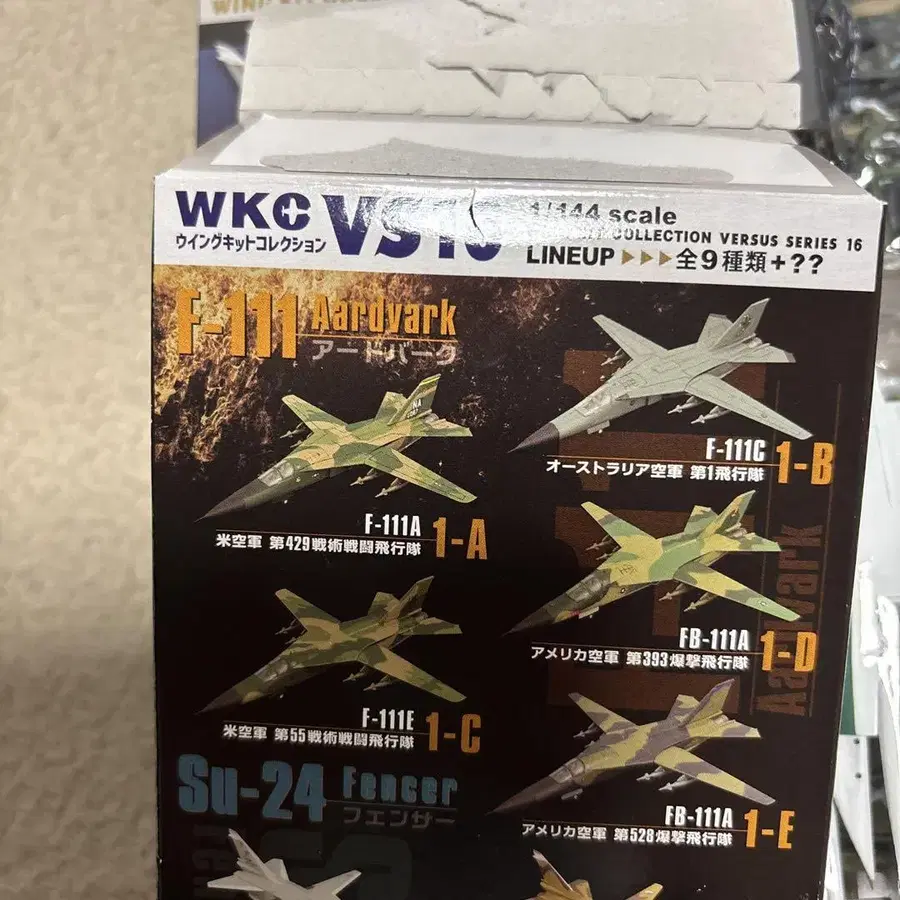 WKC VS16
ウイングキットコレクション
1/144 scale
COLLECTION VERSUS SERIES 16
LINEUP ▶▶▶ 全9種類+??
F-111 Aardvark
アードバーク
F-111C
オーストラリア空軍 第1飛行隊 1-B
F-111A
米空軍 第429戦術戦闘飛行隊 1-A
FB-111A
アメリカ空軍 第393爆撃飛行隊 1-D
F-111E
米空軍 第55戦術戦闘飛行隊 1-C
FB-111A
アメリカ空軍 第528爆撃飛行隊 1-E
Su-24 Fencer
フェンサー